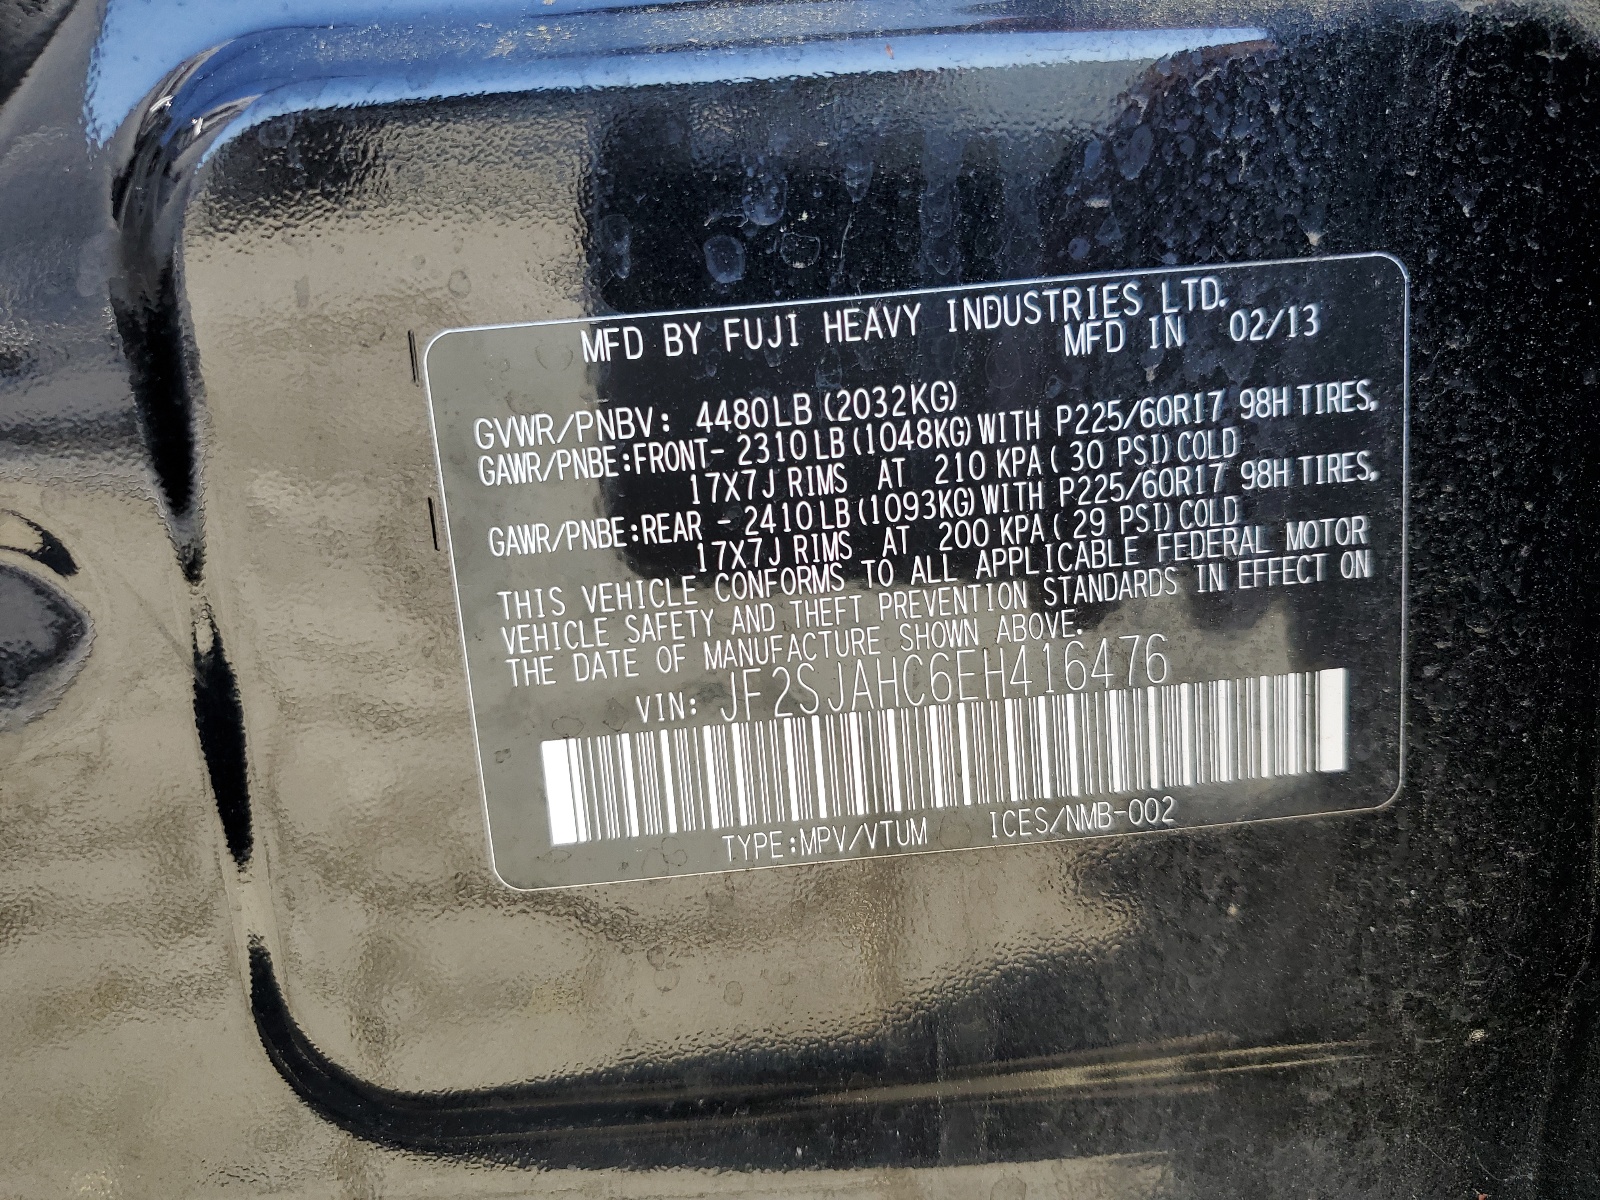 MFD BY FUJI HEAVY INDUSTRIES LTD.
MFD IN 02/13
GVWR/PNBV: 4480LB (2032KG)
GAWR/PNBE:FRONT- 2310LB (1048KG) WITH P225/60R17 98H TIRES,
17X7J RIMS AT 210 KPA ( 30 PSI) COLD
GAWR/PNBE:REAR - 2410LB (1093KG) WITH P225/60R17 98H TIRES,
17X7J RIMS AT 200 KPA ( 29 PSI) COLD
THIS VEHICLE CONFORMS TO ALL APPLICABLE FEDERAL MOTOR
VEHICLE SAFETY AND THEFT PREVENTION STANDARDS IN EFFECT ON
THE DATE OF MANUFACTURE SHOWN ABOVE.
VIN: JF2SJAHC6EH416476
TYPE:MPV/VTUM ICES/NMB-002